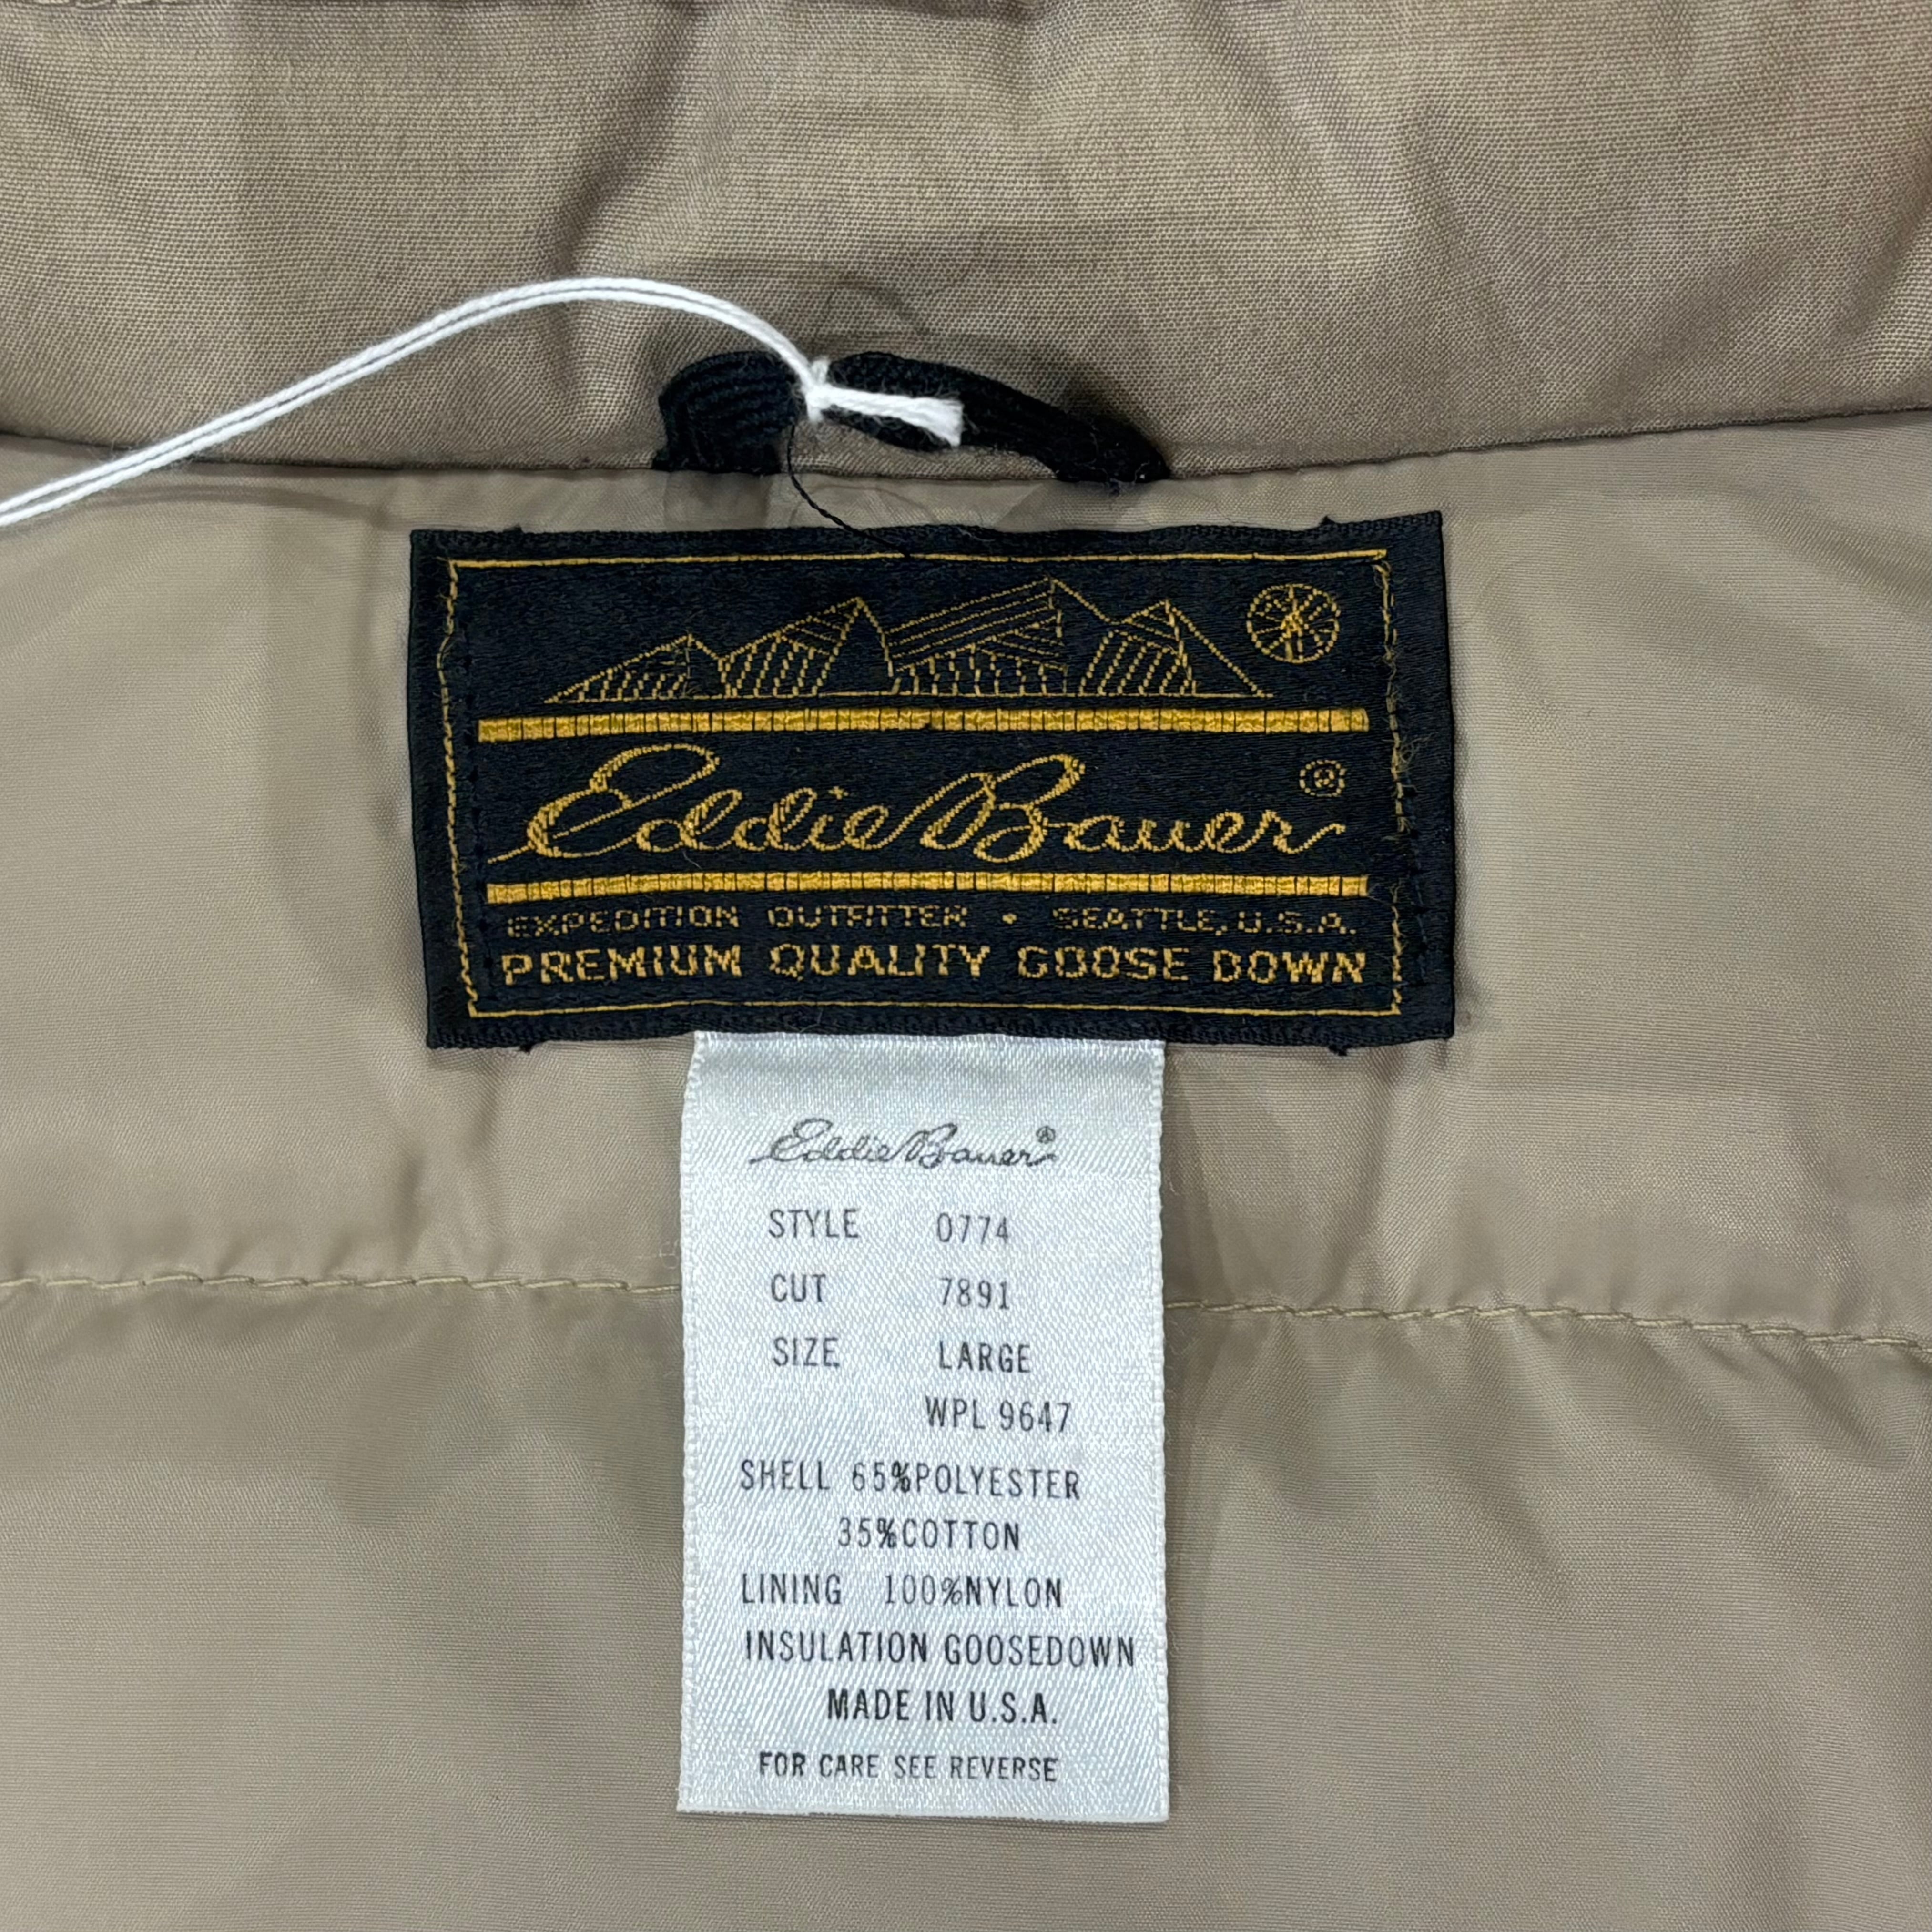 Eddie Bauer ®
EXPEDITION OUTFITTER • SEATTLE, U.S.A.
PREMIUM QUALITY GOOSE DOWN
Eddie Bauer ®
STYLE 0774
CUT 7891
SIZE LARGE
WPL 9647
SHELL 65%POLYESTER
35%COTTON
LINING 100%NYLON
INSULATION GOOSEDOWN
MADE IN U.S.A.
FOR CARE SEE REVERSE